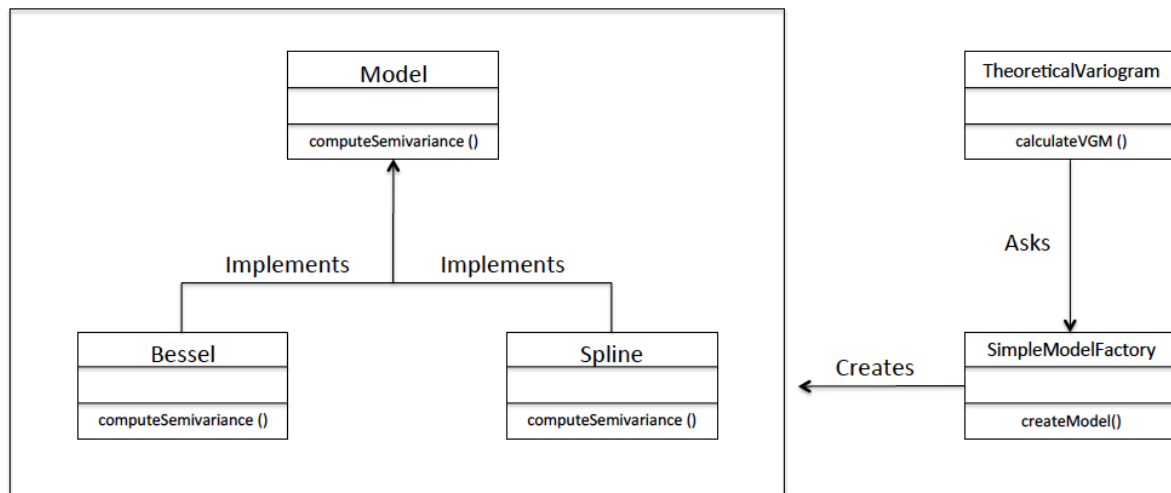 Model
computeSemivariance ()
TheoreticalVariogram
calculateVGM ()
Asks
Implements
Implements
Bessel
computeSemivariance ()
Spline
computeSemivariance ()
Creates
SimpleModelFactory
createModel()